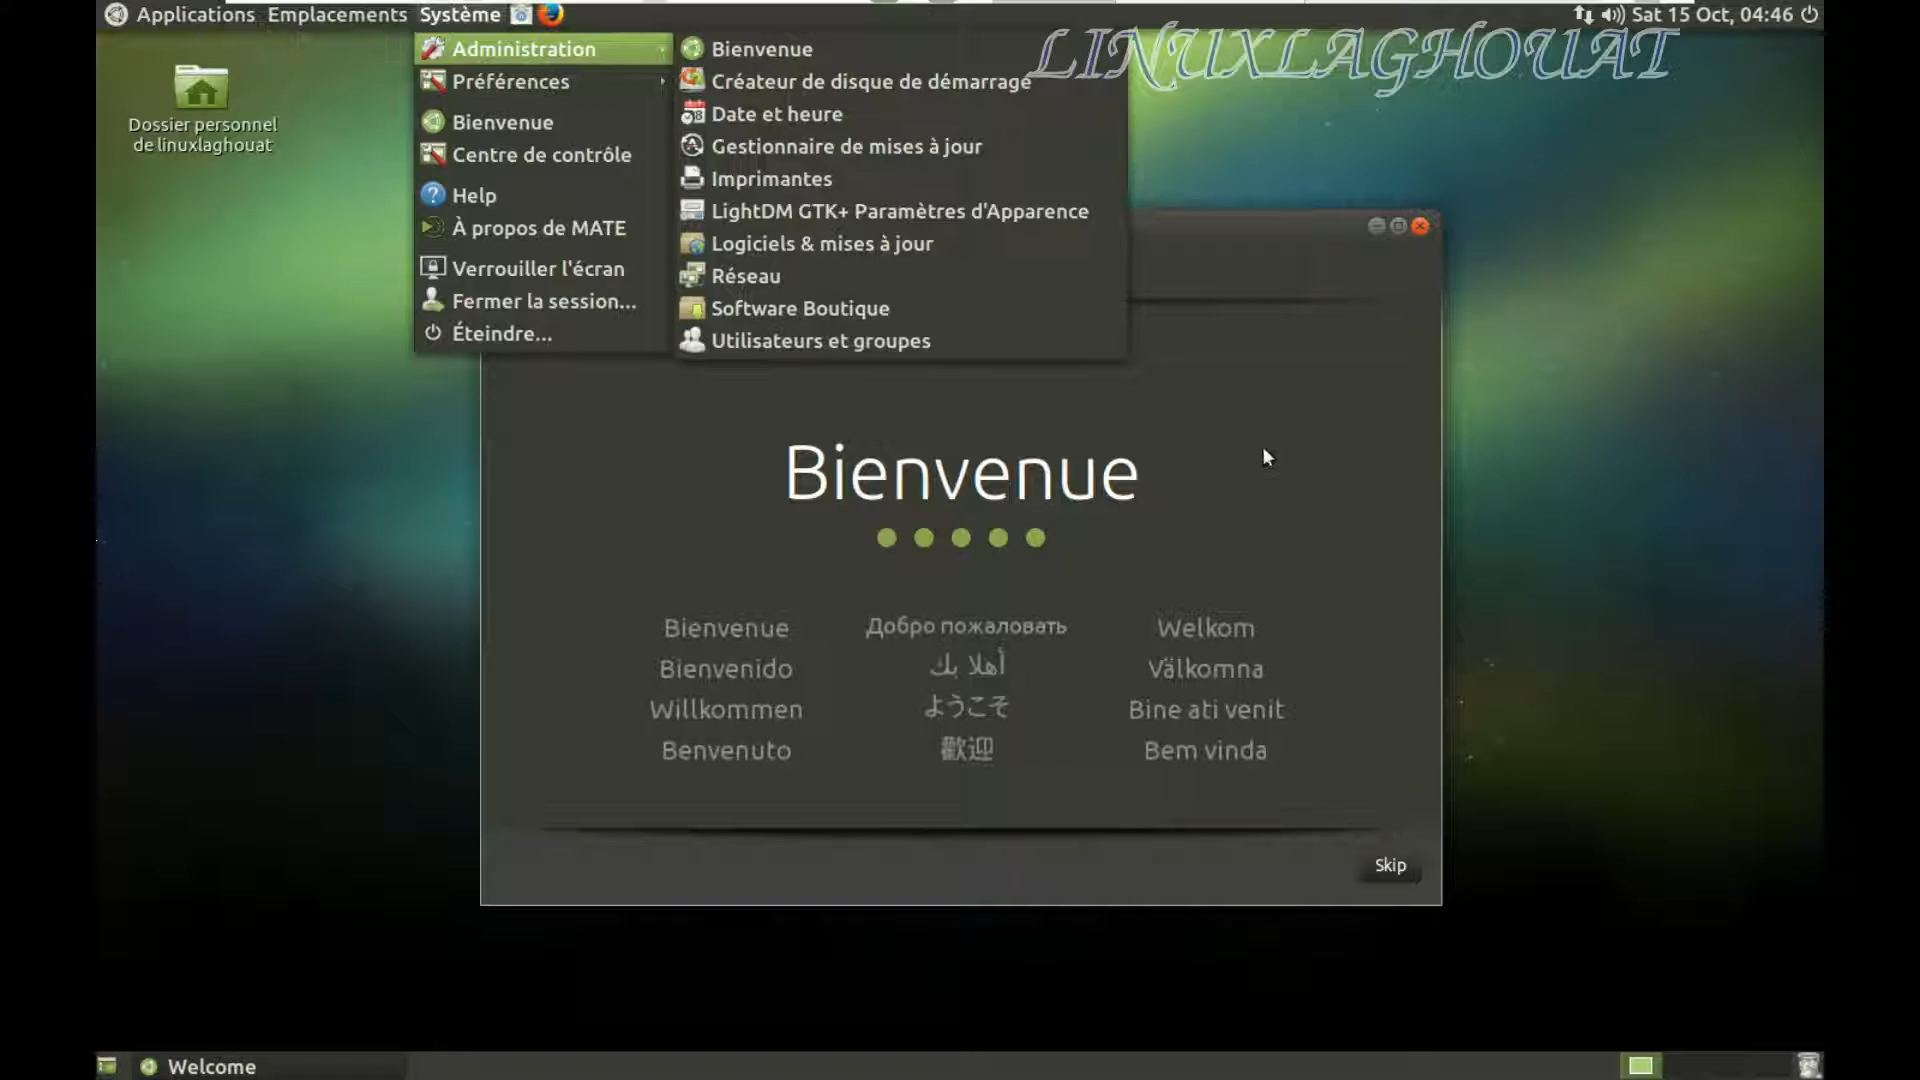 Applications Emplacements Système
Sat 15 Oct, 04:46
LINUXLAGHOUAT
Dossier personnel
de linuxlaghouat
Administration
Préférences
Bienvenue
Centre de contrôle
Help
À propos de MATE
Verrouiller l'écran
Fermer la session...
Éteindre...
Bienvenue
Créateur de disque de démarrage
Date et heure
Gestionnaire de mises à jour
Imprimantes
LightDM GTK+ Paramètres d'Apparence
Logiciels & mises à jour
Réseau
Software Boutique
Utilisateurs et groupes
Bienvenue
Bienvenue
Bienvenido
Willkommen
Benvenuto
Добро пожаловать
أهلا بك
ようこそ
歡迎
Welkom
Välkomna
Bine ati venit
Bem vinda
Skip
Welcome